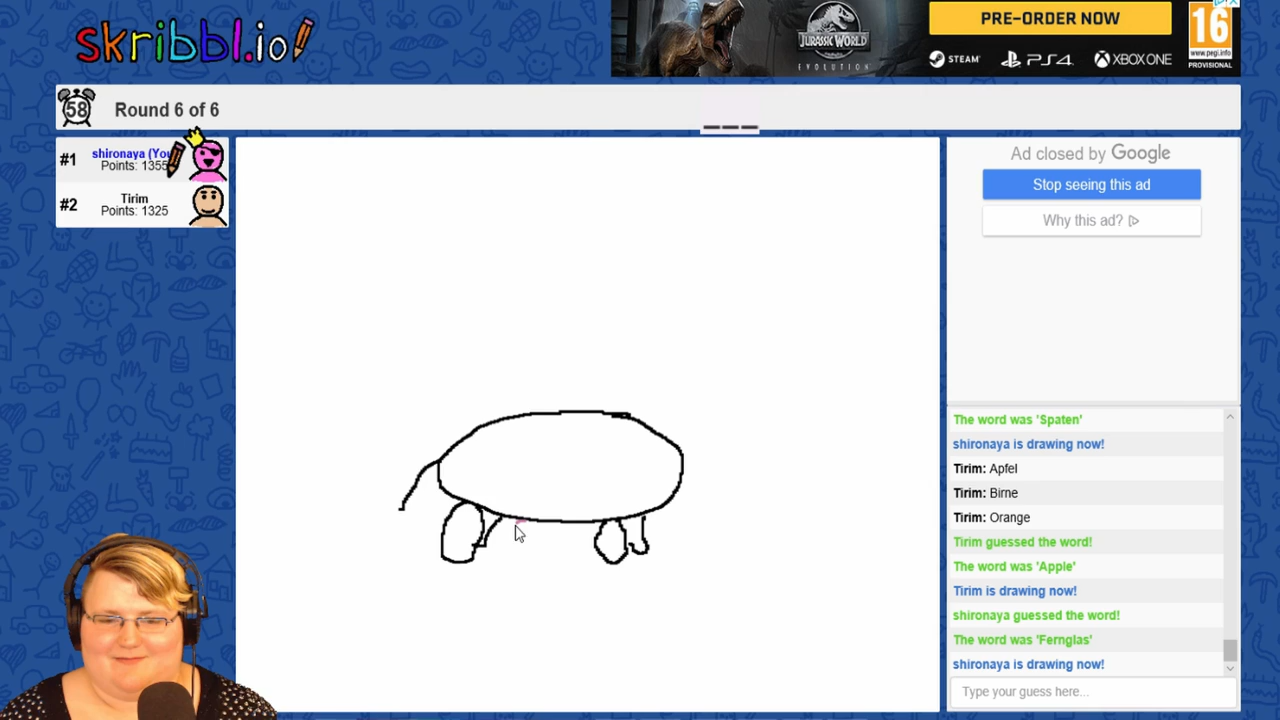 skribbl.io
JURASSIC WORLD
EVOLUTION
PRE-ORDER NOW
STEAM PS4 XBOX ONE
16
www.pegi.info
PROVISIONAL
58
Round 6 of 6
_ _ _
#1
shironaya (You
Points: 1355
#2
Tirim
Points: 1325
Ad closed by Google
Stop seeing this ad
Why this ad?
The word was 'Spaten'
shironaya is drawing now!
Tirim: Apfel
Tirim: Birne
Tirim: Orange
Tirim guessed the word!
The word was 'Apple'
Tirim is drawing now!
shironaya guessed the word!
The word was 'Fernglas'
shironaya is drawing now!
Type your guess here...